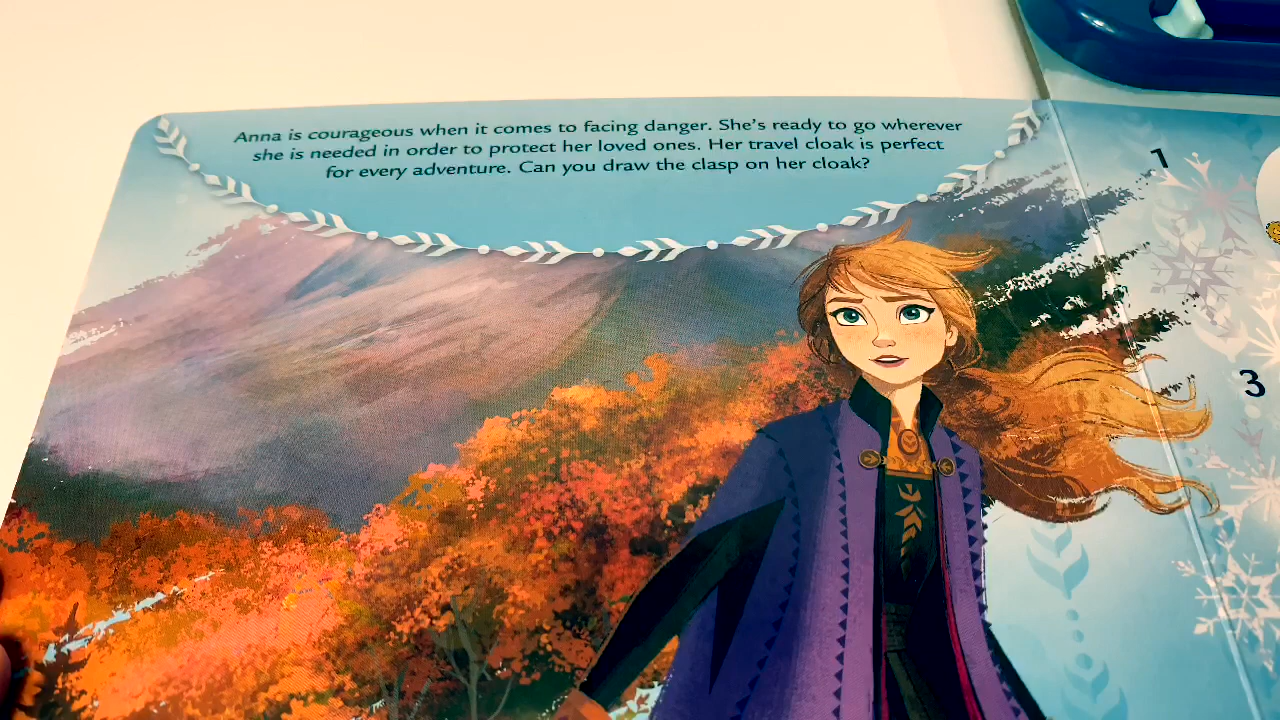 Anna is courageous when it comes to facing danger. She's ready to go wherever
she is needed in order to protect her loved ones. Her travel cloak is perfect
for every adventure. Can you draw the clasp on her cloak?
1
3